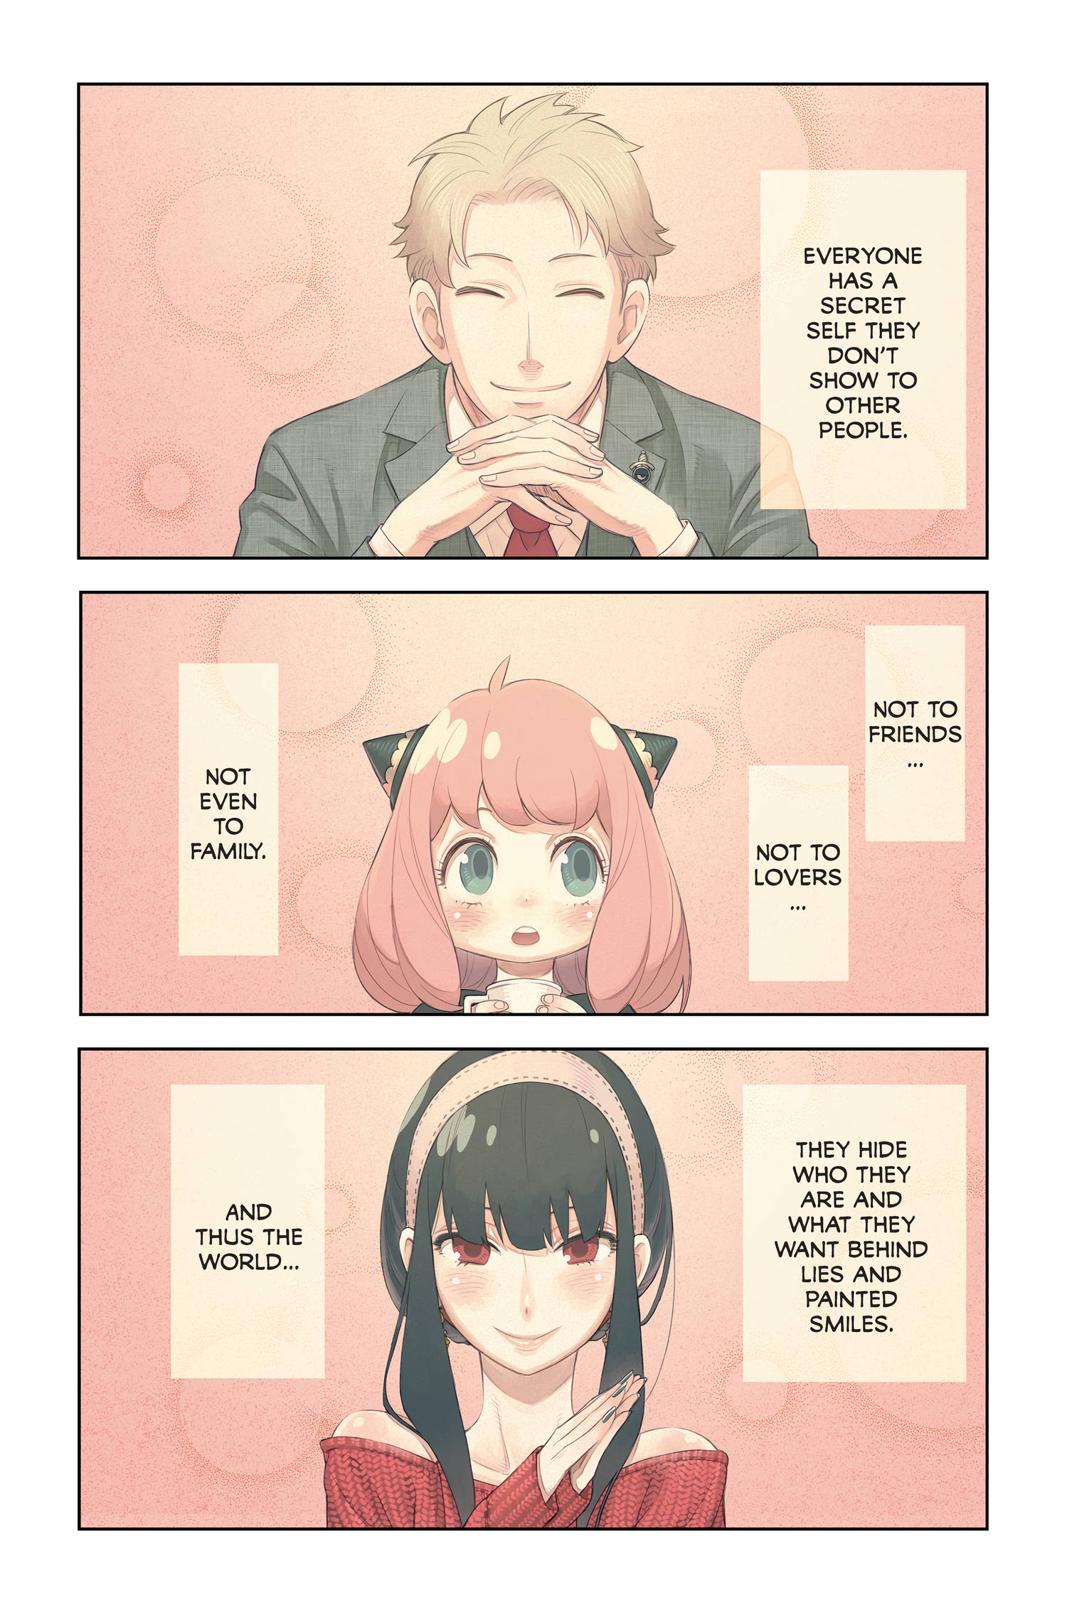 EVERYONE
HAS A
SECRET
SELF THEY
DON'T
SHOW TO
OTHER
PEOPLE.
NOT TO
FRIENDS
...
NOT TO
LOVERS
...
NOT
EVEN
TO
FAMILY.
THEY HIDE
WHO THEY
ARE AND
WHAT THEY
WANT BEHIND
LIES AND
PAINTED
SMILES.
AND
THUS THE
WORLD...